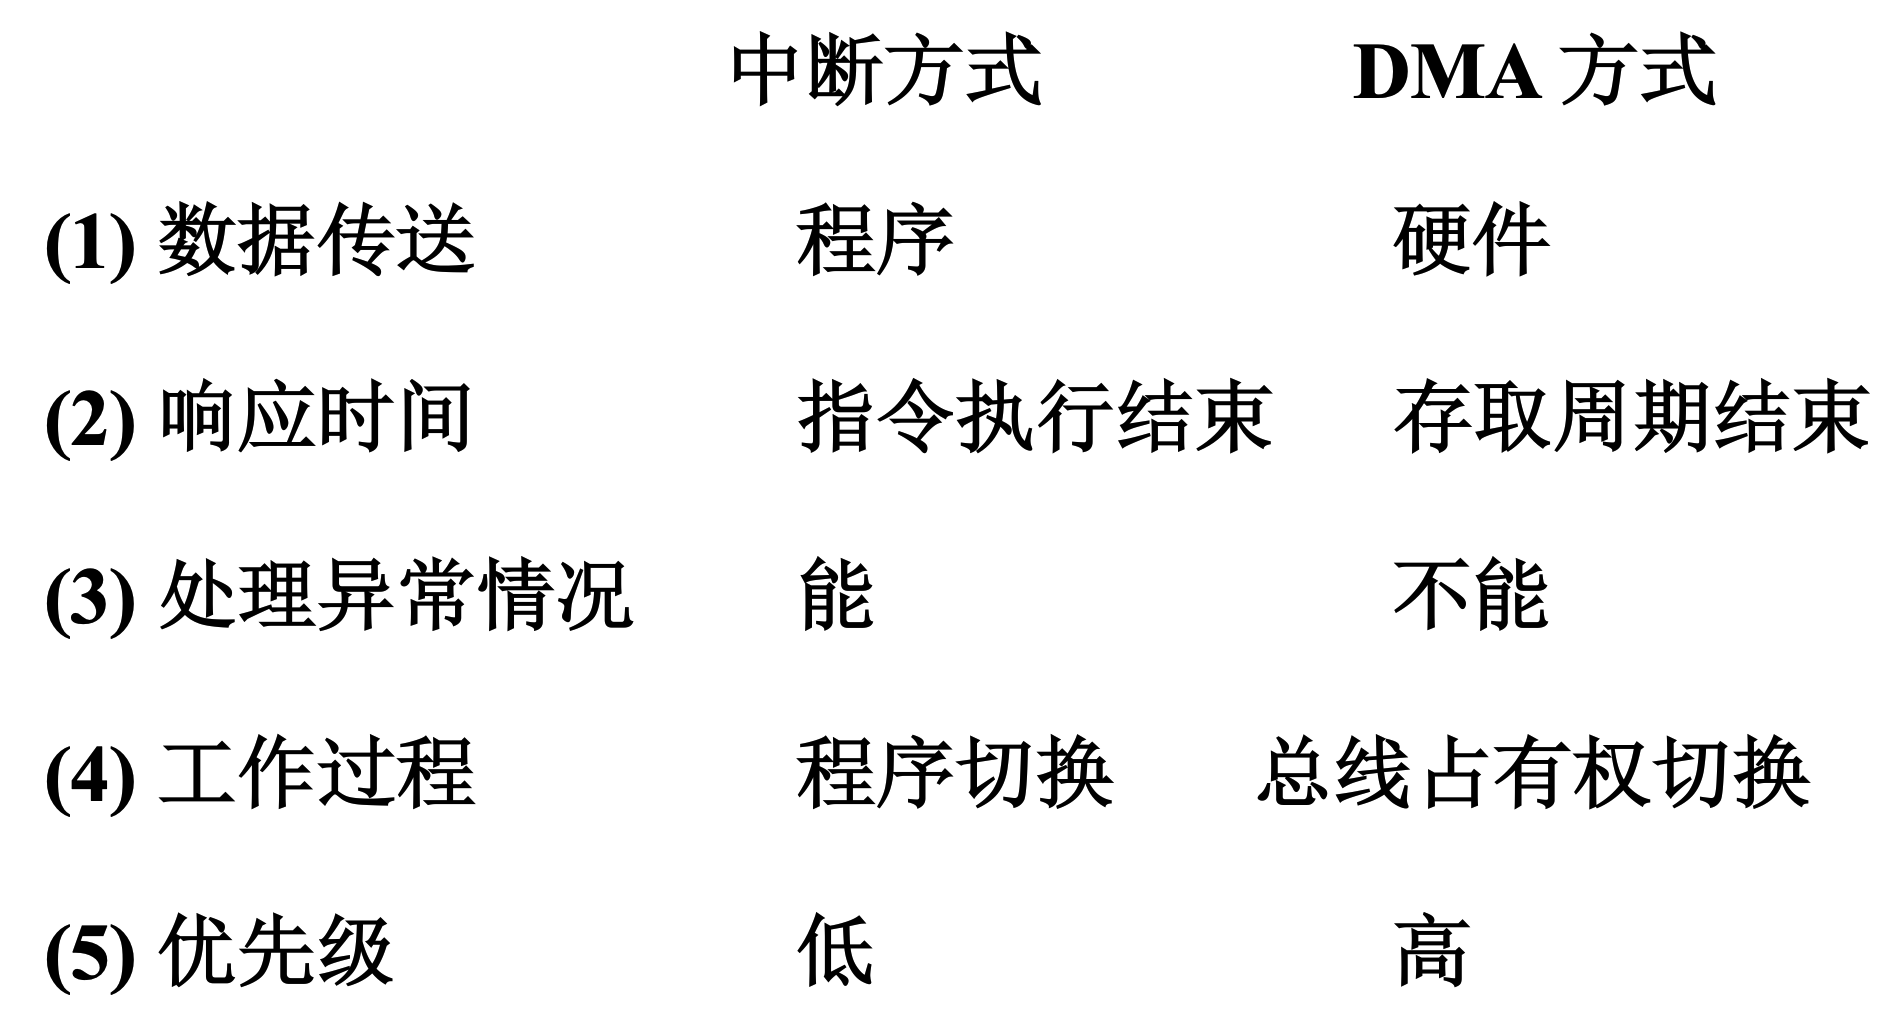 中断方式 DMA 方式
(1) 数据传送 程序 硬件
(2) 响应时间 指令执行结束 存取周期结束
(3) 处理异常情况 能 不能
(4) 工作过程 程序切换 总线占有权切换
(5) 优先级 低 高